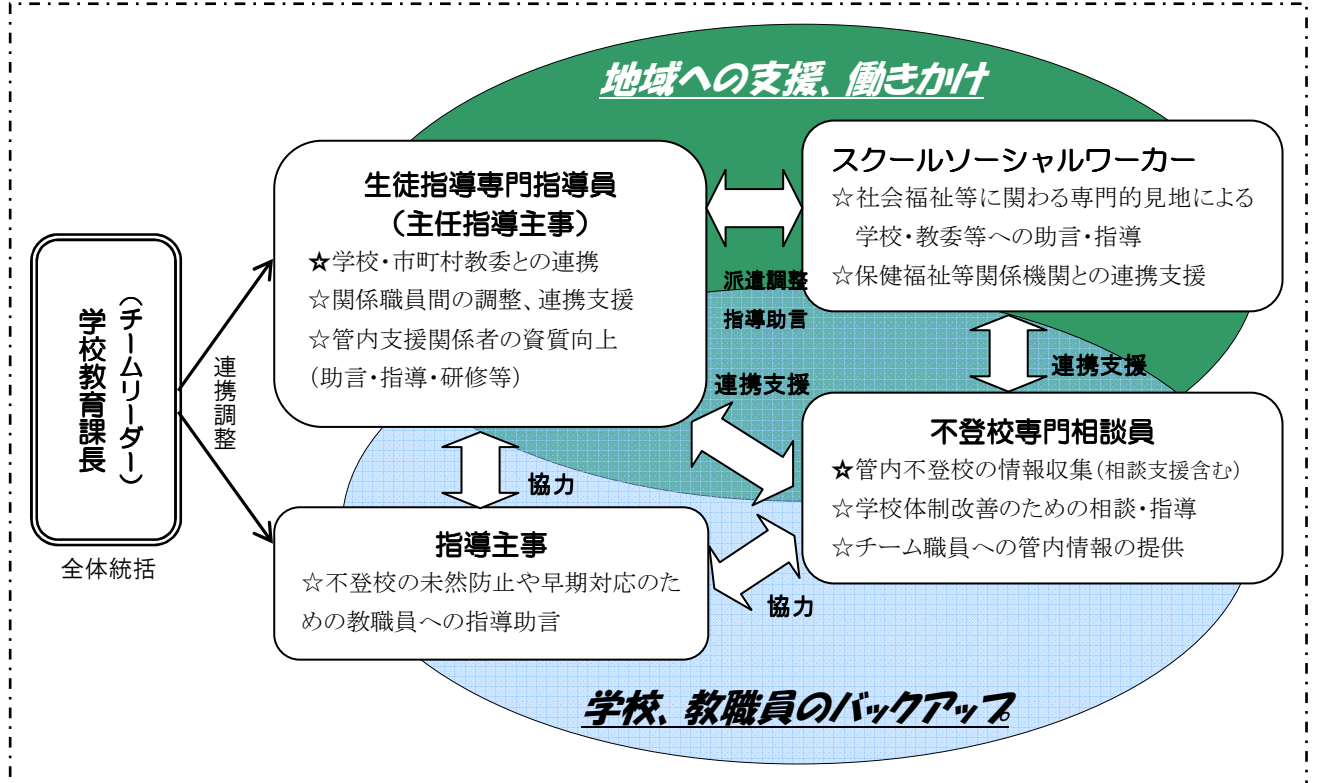 地域への支援、働きかけ
生徒指導専門指導員
（主任指導主事）
☆学校・市町村教委との連携
☆関係職員間の調整、連携支援
☆管内支援関係者の資質向上
（助言・指導・研修等）
スクールソーシャルワーカー
☆社会福祉等に関わる専門的見地による
学校・教委等への助言・指導
☆保健福祉等関係機関との連携支援
（チームリーダー）
学校教育課長
全体統括
連携調整
派遣調整
指導助言
連携支援
連携支援
協力
不登校専門相談員
☆管内不登校の情報収集（相談支援含む）
☆学校体制改善のための相談・指導
☆チーム職員への管内情報の提供
指導主事
☆不登校の未然防止や早期対応のた
めの教職員への指導助言
協力
学校、教職員のバックアップ
6